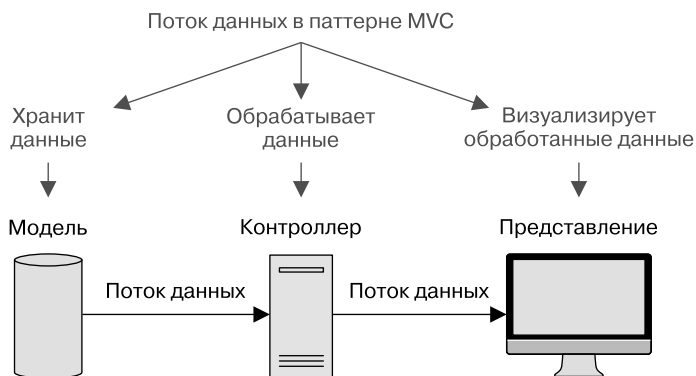 Поток данных в паттерне MVC
Хранит
данные
Обрабатывает
данные
Визуализирует
обработанные данные
Модель
Контроллер
Представление
Поток данных
Поток данных